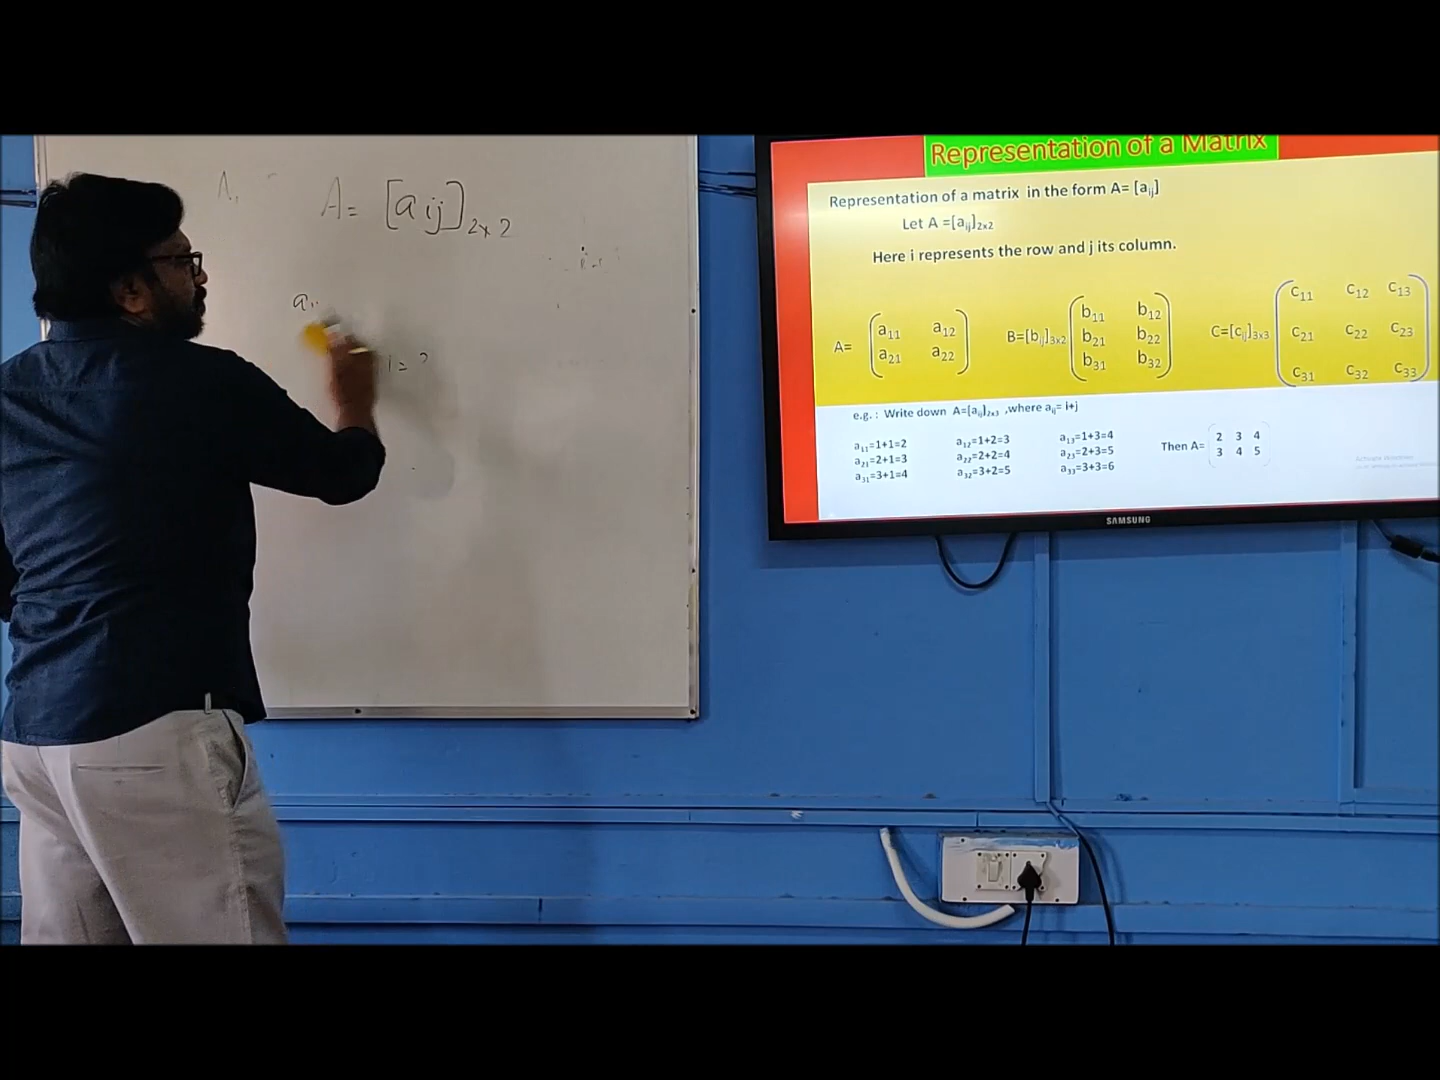 A,
A= [aij]2x2
a11
1 = ?
Representation of a Matrix
Representation of a matrix in the form A= [aij]
Let A =[aij]2x2
Here i represents the row and j its column.
A= a11 a12
a21 a22
B=[bij]3x2 b11 b12
b21 b22
b31 b32
C=[cij]3x3 c11 c12 c13
c21 c22 c23
c31 c32 c33
e.g. : Write down A=[aij]2x3 ,where aij= i+j
a11=1+1=2 a12=1+2=3 a13=1+3=4
a21=2+1=3 a22=2+2=4 a23=2+3=5
a31=3+1=4 a32=3+2=5 a33=3+3=6
Then A= 2 3 4
3 4 5
Activate Windows
SAMSUNG